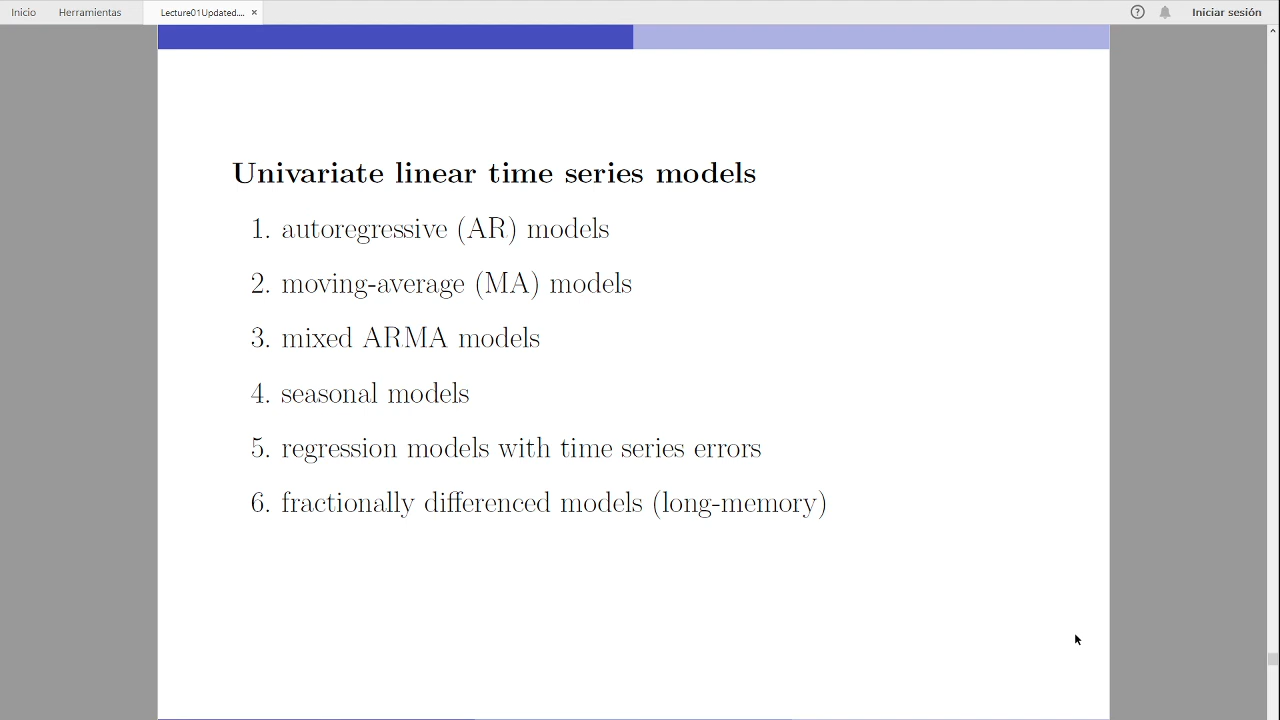 Inicio Herramientas Lecture01Updated.... × ? Iniciar sesión
Univariate linear time series models
1. autoregressive (AR) models
2. moving-average (MA) models
3. mixed ARMA models
4. seasonal models
5. regression models with time series errors
6. fractionally differenced models (long-memory)